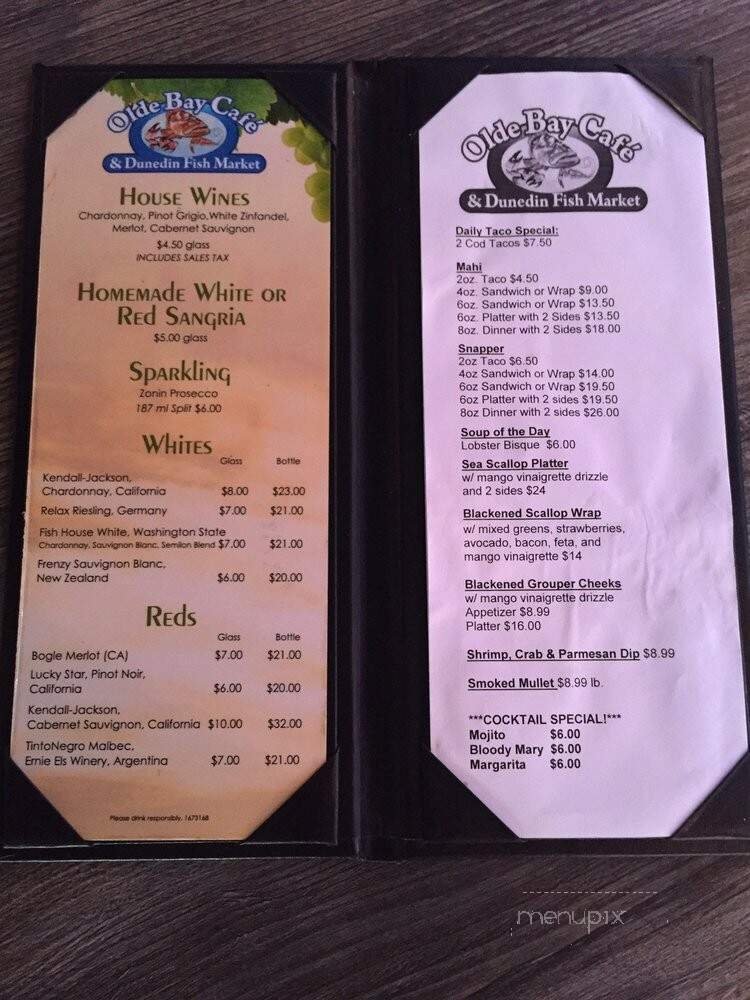 Olde Bay Café
& Dunedin Fish Market
House Wines
Chardonnay, Pinot Grigio, White Zinfandel,
Merlot, Cabernet Sauvignon
$4.50 glass
INCLUDES SALES TAX
Homemade White or
Red Sangria
$5.00 glass
Sparkling
Zonin Prosecco
187 ml Split $6.00
Whites
Glass Bottle
Kendall-Jackson,
Chardonnay, California $8.00 $23.00
Relax Riesling, Germany $7.00 $21.00
Fish House White, Washington State
Chardonnay, Sauvignon Blanc, Semilon Blend $7.00 $21.00
Frenzy Sauvignon Blanc,
New Zealand $6.00 $20.00
Reds
Glass Bottle
Bogle Merlot (CA) $7.00 $21.00
Lucky Star, Pinot Noir,
California $6.00 $20.00
Kendall-Jackson,
Cabernet Sauvignon, California $10.00 $32.00
TintoNegro Malbec,
Ernie Els Winery, Argentina $7.00 $21.00
Please drink responsibly. 1673168
Olde Bay Café
& Dunedin Fish Market
Daily Taco Special:
2 Cod Tacos $7.50
Mahi
2oz. Taco $4.50
4oz. Sandwich or Wrap $9.00
6oz. Sandwich or Wrap $13.50
6oz. Platter with 2 Sides $13.50
8oz. Dinner with 2 Sides $18.00
Snapper
2oz Taco $6.50
4oz Sandwich or Wrap $14.00
6oz Sandwich or Wrap $19.50
6oz Platter with 2 sides $19.50
8oz Dinner with 2 sides $26.00
Soup of the Day
Lobster Bisque $6.00
Sea Scallop Platter
w/ mango vinaigrette drizzle
and 2 sides $24
Blackened Scallop Wrap
w/ mixed greens, strawberries,
avocado, bacon, feta, and
mango vinaigrette $14
Blackened Grouper Cheeks
w/ mango vinaigrette drizzle
Appetizer $8.99
Platter $16.00
Shrimp, Crab & Parmesan Dip $8.99
Smoked Mullet $8.99 lb.
***COCKTAIL SPECIAL!***
Mojito $6.00
Bloody Mary $6.00
Margarita $6.00
menupix